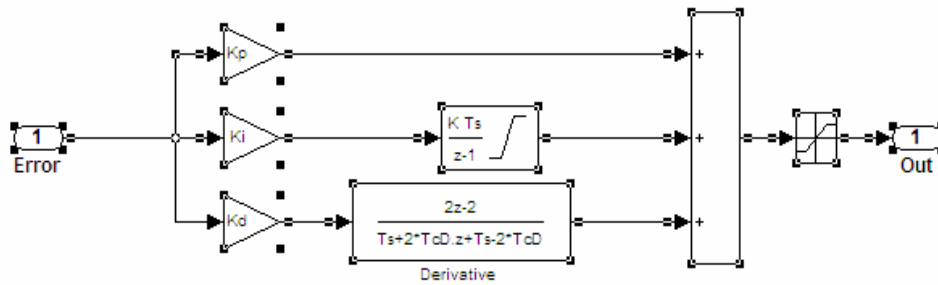 Kp
1
Error
Ki
K Ts
z-1
Kd
2z-2
Ts+2*TcD.z+Ts-2*TcD
Derivative
+
+
+
1
Out